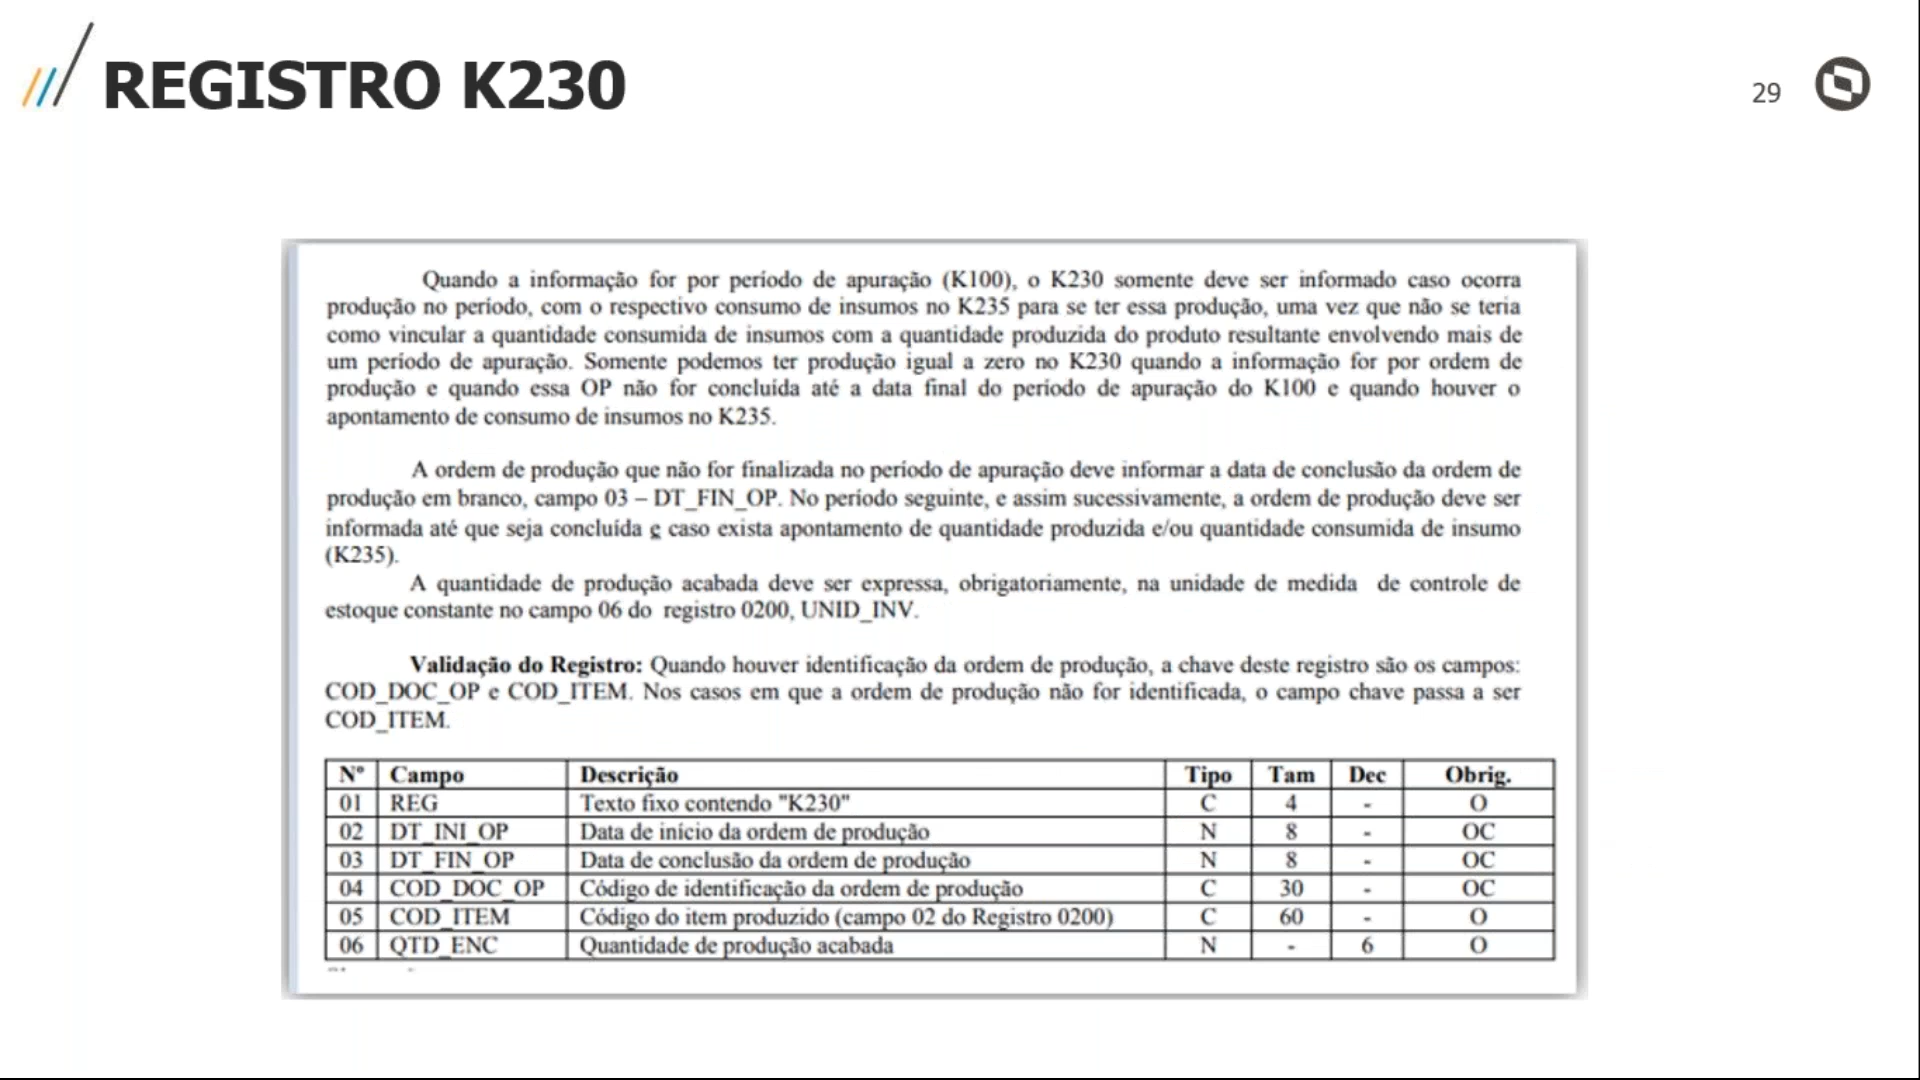 REGISTRO K230
29
Quando a informação for por período de apuração (K100), o K230 somente deve ser informado caso ocorra
produção no período, com o respectivo consumo de insumos no K235 para se ter essa produção, uma vez que não se teria
como vincular a quantidade consumida de insumos com a quantidade produzida do produto resultante envolvendo mais de
um período de apuração. Somente podemos ter produção igual a zero no K230 quando a informação for por ordem de
produção e quando essa OP não for concluída até a data final do período de apuração do K100 e quando houver o
apontamento de consumo de insumos no K235.
A ordem de produção que não for finalizada no período de apuração deve informar a data de conclusão da ordem de
produção em branco, campo 03 – DT_FIN_OP. No período seguinte, e assim sucessivamente, a ordem de produção deve ser
informada até que seja concluída e caso exista apontamento de quantidade produzida e/ou quantidade consumida de insumo
(K235).
A quantidade de produção acabada deve ser expressa, obrigatoriamente, na unidade de medida de controle de
estoque constante no campo 06 do registro 0200, UNID_INV.
Validação do Registro: Quando houver identificação da ordem de produção, a chave deste registro são os campos:
COD_DOC_OP e COD_ITEM. Nos casos em que a ordem de produção não for identificada, o campo chave passa a ser
COD_ITEM.
Nº Campo Descrição Tipo Tam Dec Obrig.
01 REG Texto fixo contendo "K230" C 4 - O
02 DT_INI_OP Data de início da ordem de produção N 8 - OC
03 DT_FIN_OP Data de conclusão da ordem de produção N 8 - OC
04 COD_DOC_OP Código de identificação da ordem de produção C 30 - OC
05 COD_ITEM Código do item produzido (campo 02 do Registro 0200) C 60 - O
06 QTD_ENC Quantidade de produção acabada N - 6 O